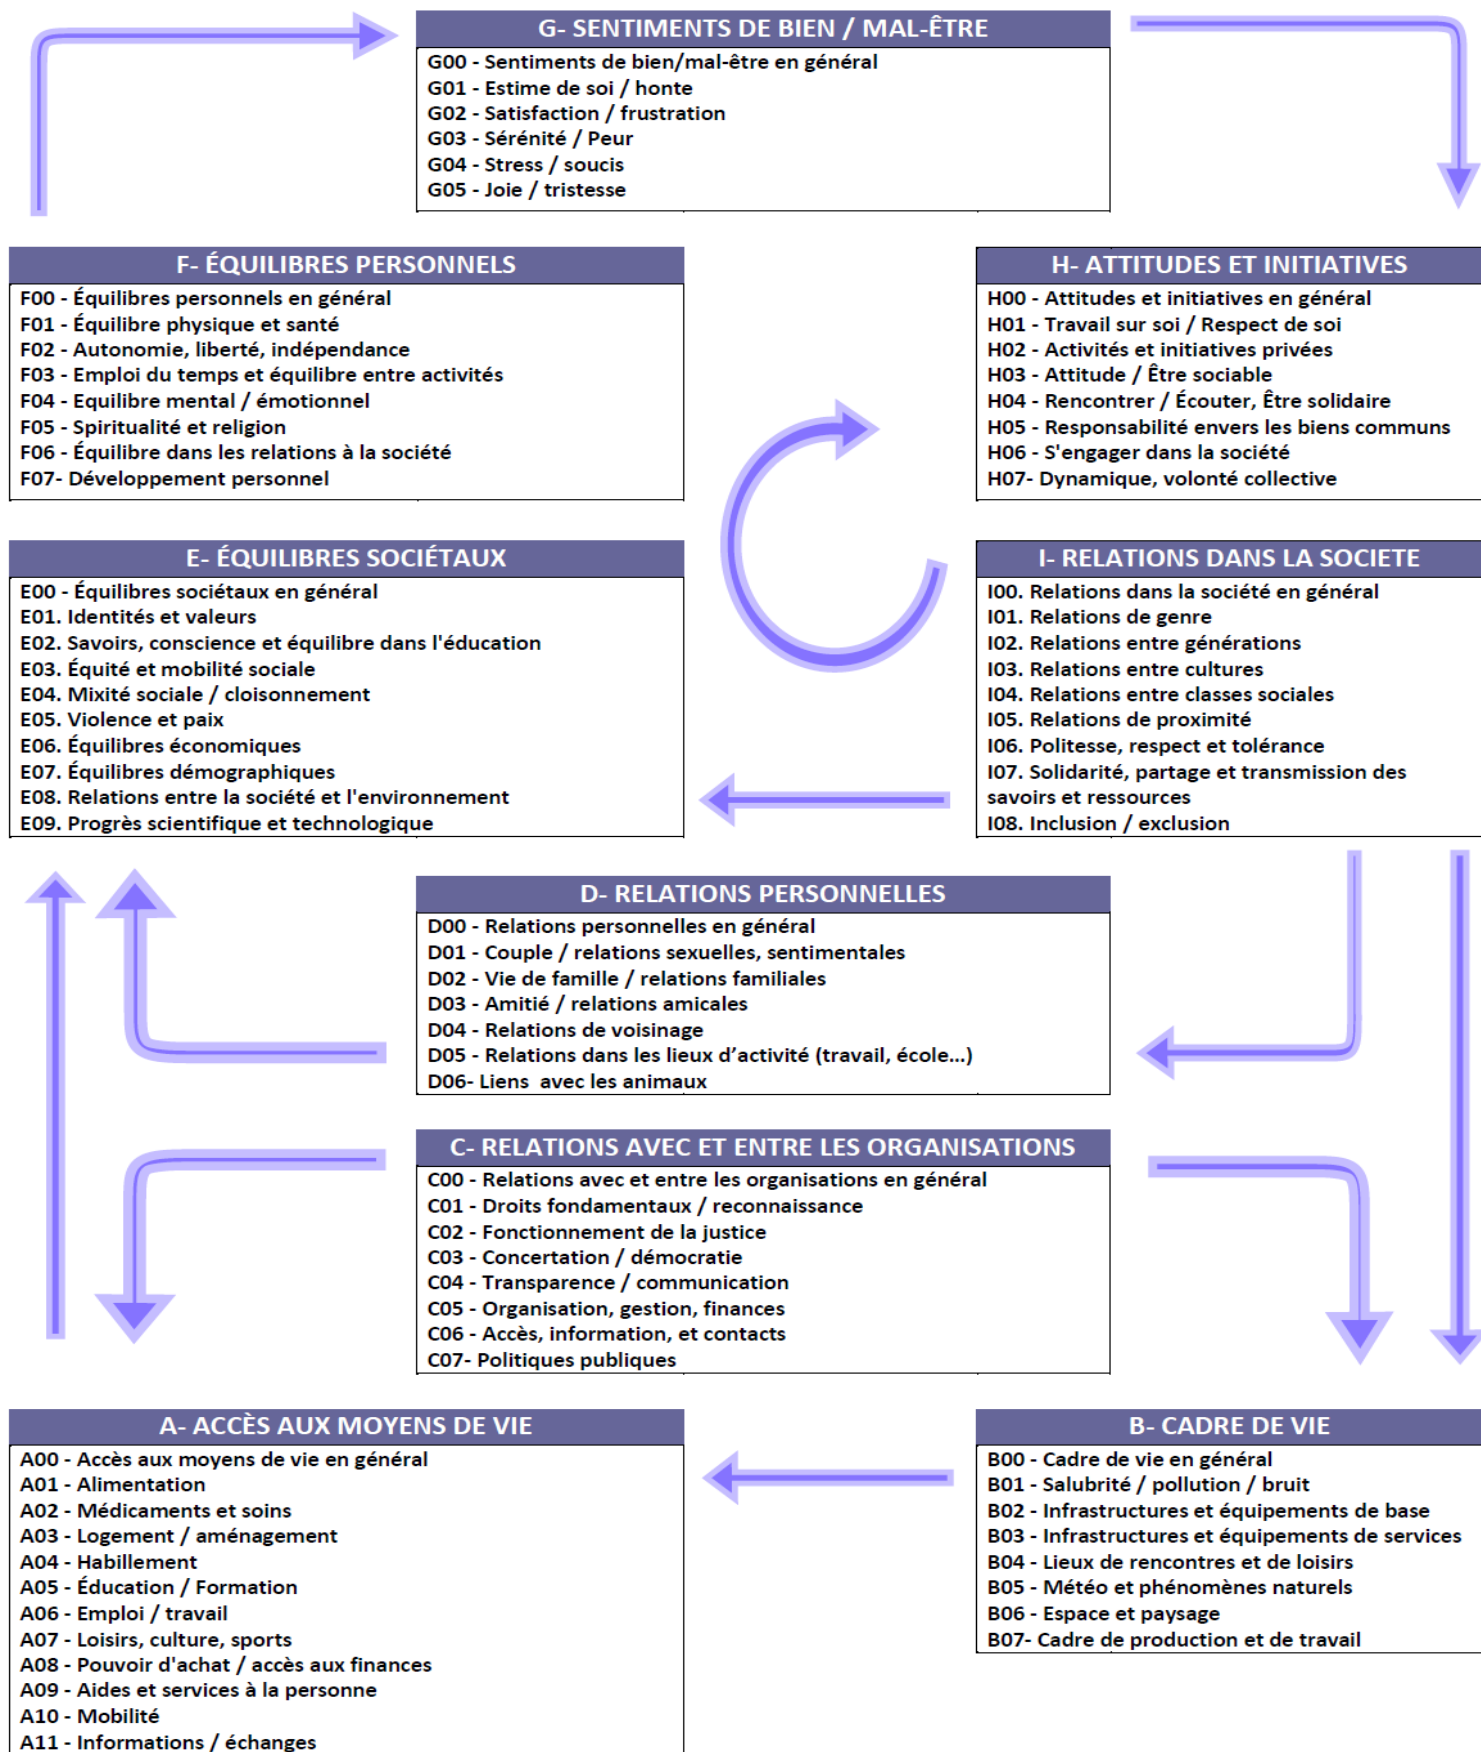 G- SENTIMENTS DE BIEN / MAL-ÊTRE
G00 - Sentiments de bien/mal-être en général
G01 - Estime de soi / honte
G02 - Satisfaction / frustration
G03 - Sérénité / Peur
G04 - Stress / soucis
G05 - Joie / tristesse
F- ÉQUILIBRES PERSONNELS
F00 - Équilibres personnels en général
F01 - Équilibre physique et santé
F02 - Autonomie, liberté, indépendance
F03 - Emploi du temps et équilibre entre activités
F04 - Equilibre mental / émotionnel
F05 - Spiritualité et religion
F06 - Équilibre dans les relations à la société
F07- Développement personnel
H- ATTITUDES ET INITIATIVES
H00 - Attitudes et initiatives en général
H01 - Travail sur soi / Respect de soi
H02 - Activités et initiatives privées
H03 - Attitude / Être sociable
H04 - Rencontrer / Écouter, Être solidaire
H05 - Responsabilité envers les biens communs
H06 - S'engager dans la société
H07- Dynamique, volonté collective
E- ÉQUILIBRES SOCIÉTAUX
E00 - Équilibres sociétaux en général
E01. Identités et valeurs
E02. Savoirs, conscience et équilibre dans l'éducation
E03. Équité et mobilité sociale
E04. Mixité sociale / cloisonnement
E05. Violence et paix
E06. Équilibres économiques
E07. Équilibres démographiques
E08. Relations entre la société et l'environnement
E09. Progrès scientifique et technologique
I- RELATIONS DANS LA SOCIETE
I00. Relations dans la société en général
I01. Relations de genre
I02. Relations entre générations
I03. Relations entre cultures
I04. Relations entre classes sociales
I05. Relations de proximité
I06. Politesse, respect et tolérance
I07. Solidarité, partage et transmission des
savoirs et ressources
I08. Inclusion / exclusion
D- RELATIONS PERSONNELLES
D00 - Relations personnelles en général
D01 - Couple / relations sexuelles, sentimentales
D02 - Vie de famille / relations familiales
D03 - Amitié / relations amicales
D04 - Relations de voisinage
D05 - Relations dans les lieux d’activité (travail, école...)
D06- Liens  avec les animaux
C- RELATIONS AVEC ET ENTRE LES ORGANISATIONS
C00 - Relations avec et entre les organisations en général
C01 - Droits fondamentaux / reconnaissance
C02 - Fonctionnement de la justice
C03 - Concertation / démocratie
C04 - Transparence / communication
C05 - Organisation, gestion, finances
C06 - Accès, information, et contacts
C07- Politiques publiques
A- ACCÈS AUX MOYENS DE VIE
A00 - Accès aux moyens de vie en général
A01 - Alimentation
A02 - Médicaments et soins
A03 - Logement / aménagement
A04 - Habillement
A05 - Éducation / Formation
A06 - Emploi / travail
A07 - Loisirs, culture, sports
A08 - Pouvoir d'achat / accès aux finances
A09 - Aides et services à la personne
A10 - Mobilité
A11 - Informations / échanges
B- CADRE DE VIE
B00 - Cadre de vie en général
B01 - Salubrité / pollution / bruit
B02 - Infrastructures et équipements de base
B03 - Infrastructures et équipements de services
B04 - Lieux de rencontres et de loisirs
B05 - Météo et phénomènes naturels
B06 - Espace et paysage
B07- Cadre de production et de travail